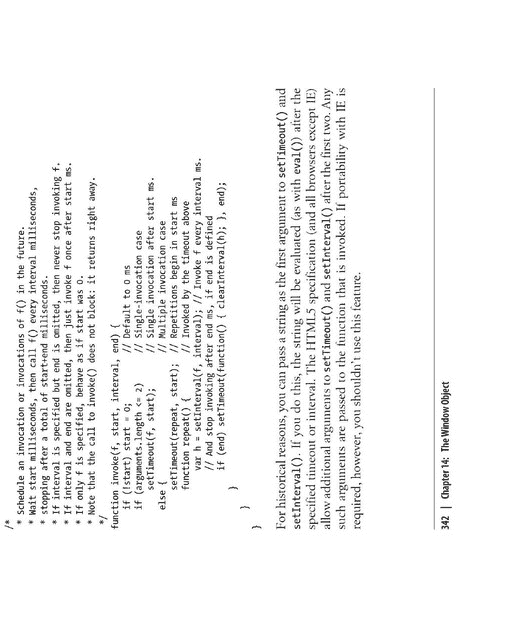 /*
 * Schedule an invocation or invocations of f() in the future.
 * Wait start milliseconds, then call f() every interval milliseconds,
 * stopping after a total of start+end milliseconds.
 * If interval is specified but end is omitted, then never stop invoking f.
 * If interval and end are omitted, then just invoke f once after start ms.
 * If only f is specified, behave as if start was 0.
 * Note that the call to invoke() does not block: it returns right away.
 */
function invoke(f, start, interval, end) {
    if (!start) start = 0;          // Default to 0 ms
    if (arguments.length <= 2)      // Single-invocation case
        setTimeout(f, start);       // Single invocation after start ms.
    else {                          // Multiple invocation case
        setTimeout(repeat, start);  // Repetitions begin in start ms
        function repeat() {         // Invoked by the timeout above
            var h = setInterval(f, interval); // Invoke f every interval ms.
            // And stop invoking after end ms, if end is defined
            if (end) setTimeout(function() { clearInterval(h); }, end);
        }
    }
}
For historical reasons, you can pass a string as the first argument to setTimeout() and
setInterval(). If you do this, the string will be evaluated (as with eval()) after the
specified timeout or interval. The HTML5 specification (and all browsers except IE)
allow additional arguments to setTimeout() and setInterval() after the first two. Any
such arguments are passed to the function that is invoked. If portability with IE is
required, however, you shouldn't use this feature.
342 | Chapter 14: The Window Object